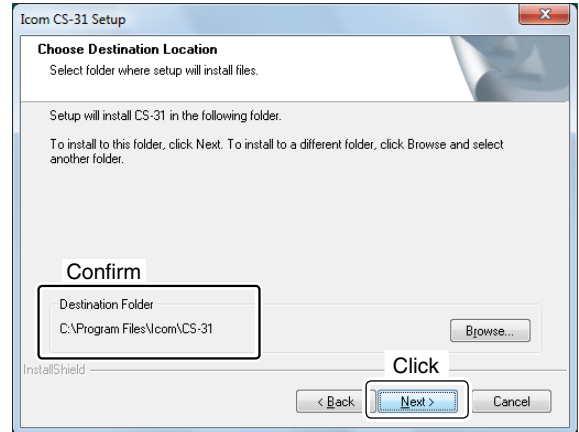 Icom CS-31 Setup
Choose Destination Location
Select folder where setup will install files.
Setup will install CS-31 in the following folder.
To install to this folder, click Next. To install to a different folder, click Browse and select
another folder.
Confirm
Destination Folder
C:\Program Files\Icom\CS-31
Browse...
InstallShield
Click
< Back
Next >
Cancel